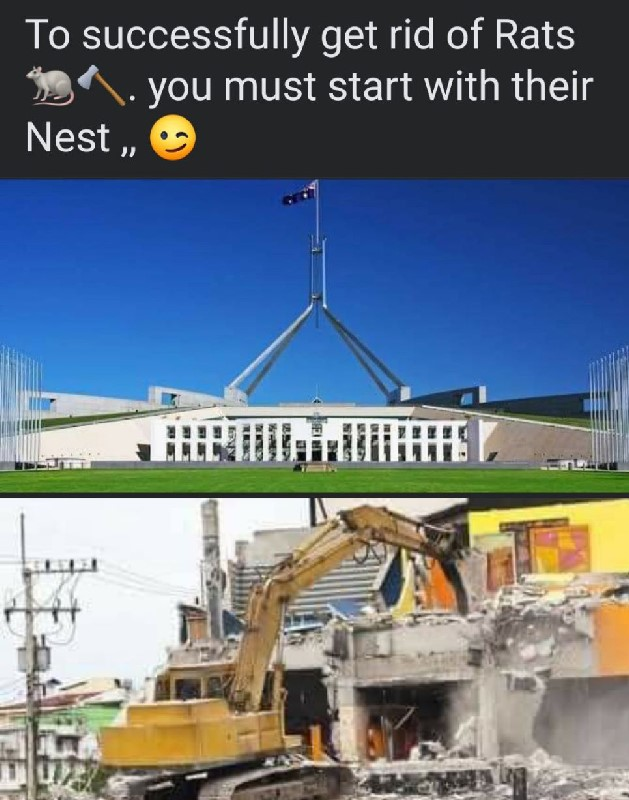 To successfully get rid of Rats
🐀🪓. you must start with their
Nest ,, 😉